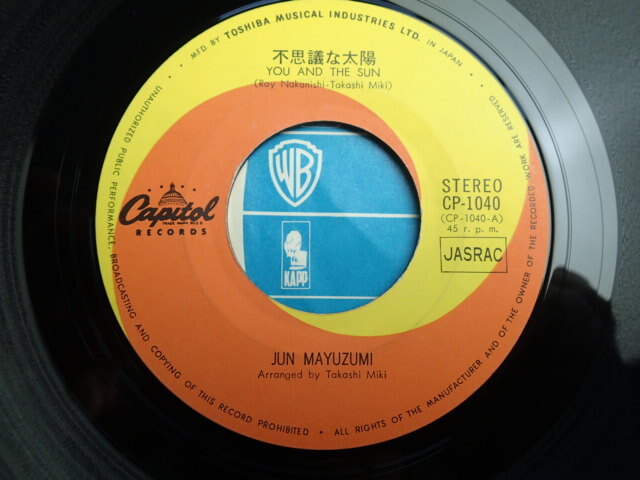 MFD. BY TOSHIBA MUSICAL INDUSTRIES LTD. IN JAPAN
不思議な太陽
YOU AND THE SUN
(Ray Nakanishi-Takashi Miki)
Capitol
TRADE MARK REG.
RECORDS
WB
KAPP
STEREO
CP-1040
(CP-1040-A)
45 r. p. m.
JASRAC
JUN MAYUZUMI
Arranged by Takashi Miki
UNAUTHORIZED PUBLIC PERFORMANCE, BROADCASTING AND COPYING OF THIS RECORD PROHIBITED • ALL RIGHTS OF THE MANUFACTURER AND OF THE OWNER OF THE RECORDED WORK ARE RESERVED